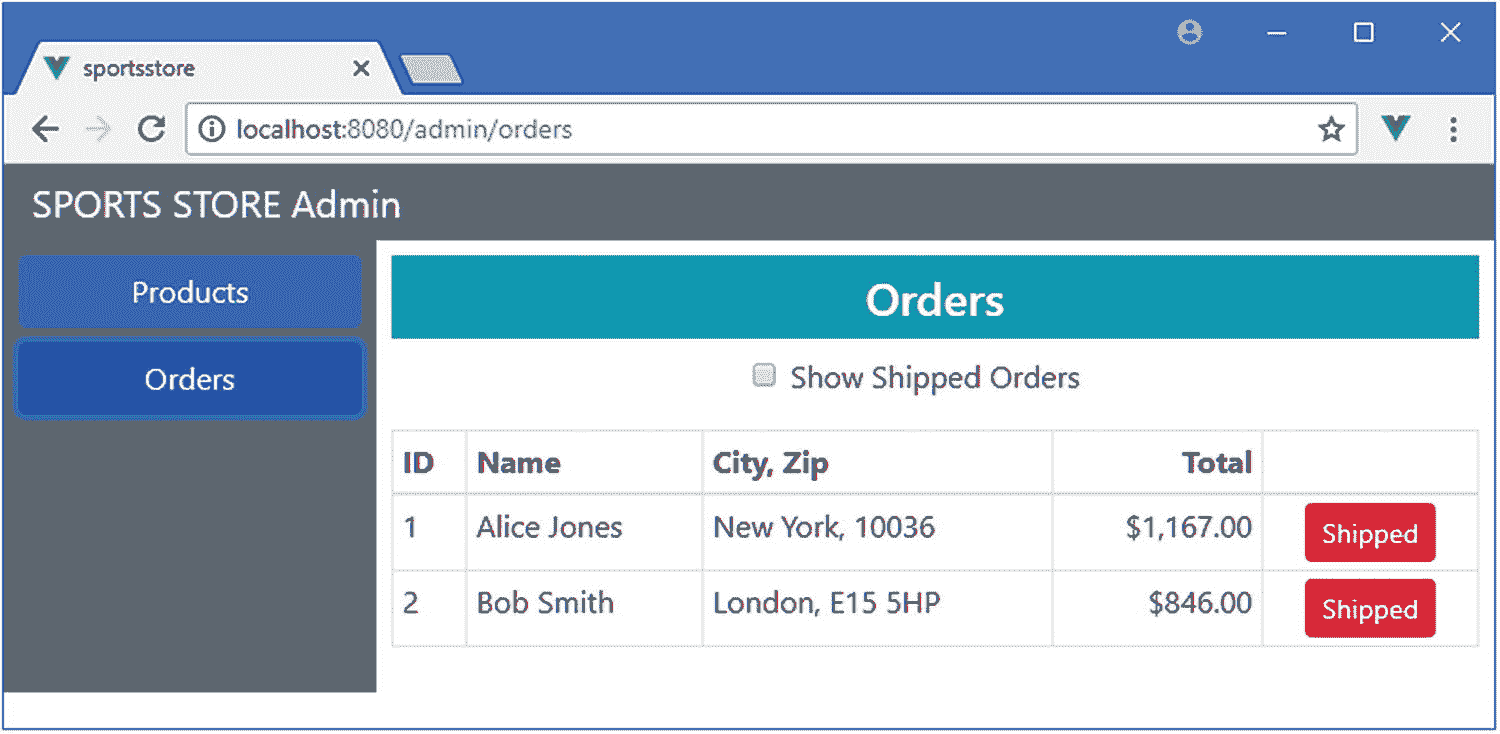 sportsstore
localhost:8080/admin/orders
SPORTS STORE Admin
Products
Orders
Orders
Show Shipped Orders
ID Name City, Zip Total
1 Alice Jones New York, 10036 $1,167.00 Shipped
2 Bob Smith London, E15 5HP $846.00 Shipped